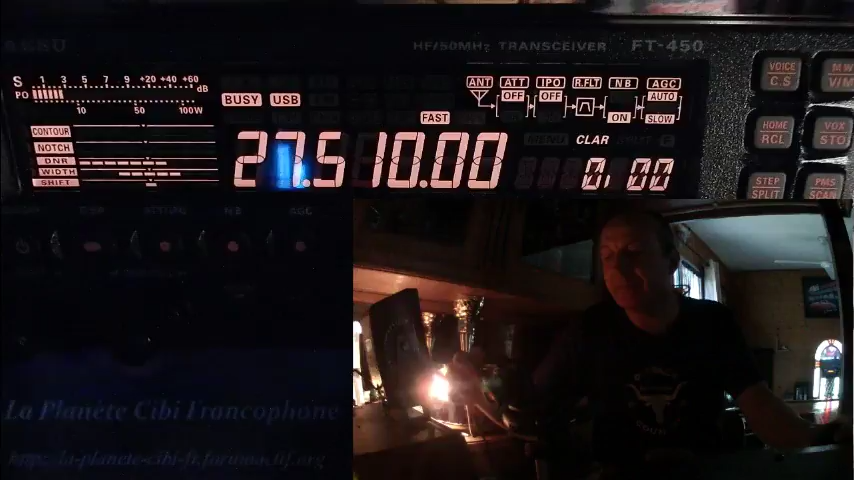 HF/50MHz TRANSCEIVER FT-450
S 1 3 5 7 9 +20 +40 +60 dB
PO 10 50 100W
BUSY USB
FAST
ANT ATT IPO R.FLT NB AGC
OFF OFF AUTO
ON SLOW
CONTOUR
NOTCH
DNR
WIDTH
SHIFT
27.510.00
CLAR
0.00
VOICE C.S
HOME RCL
VOX STO
STEP SPLIT
PMS
La Planète Cibi Francophone